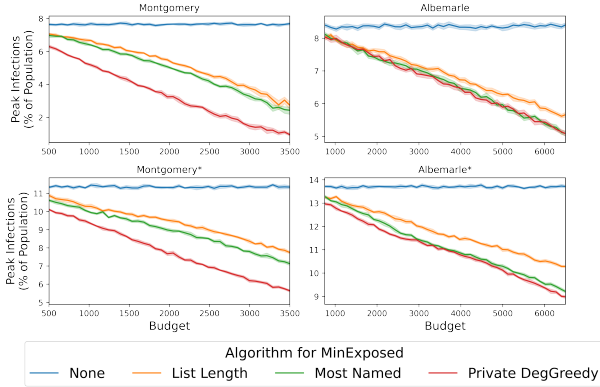 Montgomery
Albemarle
Peak Infections
(% of Population)
8
6
4
2
500 1000 1500 2000 2500 3000 3500
8
7
6
5
1000 2000 3000 4000 5000 6000
Montgomery*
Albemarle*
Peak Infections
(% of Population)
11
10
9
8
7
6
5
500 1000 1500 2000 2500 3000 3500
Budget
14
13
12
11
10
9
1000 2000 3000 4000 5000 6000
Budget
Algorithm for MinExposed
None List Length Most Named Private DegGreedy